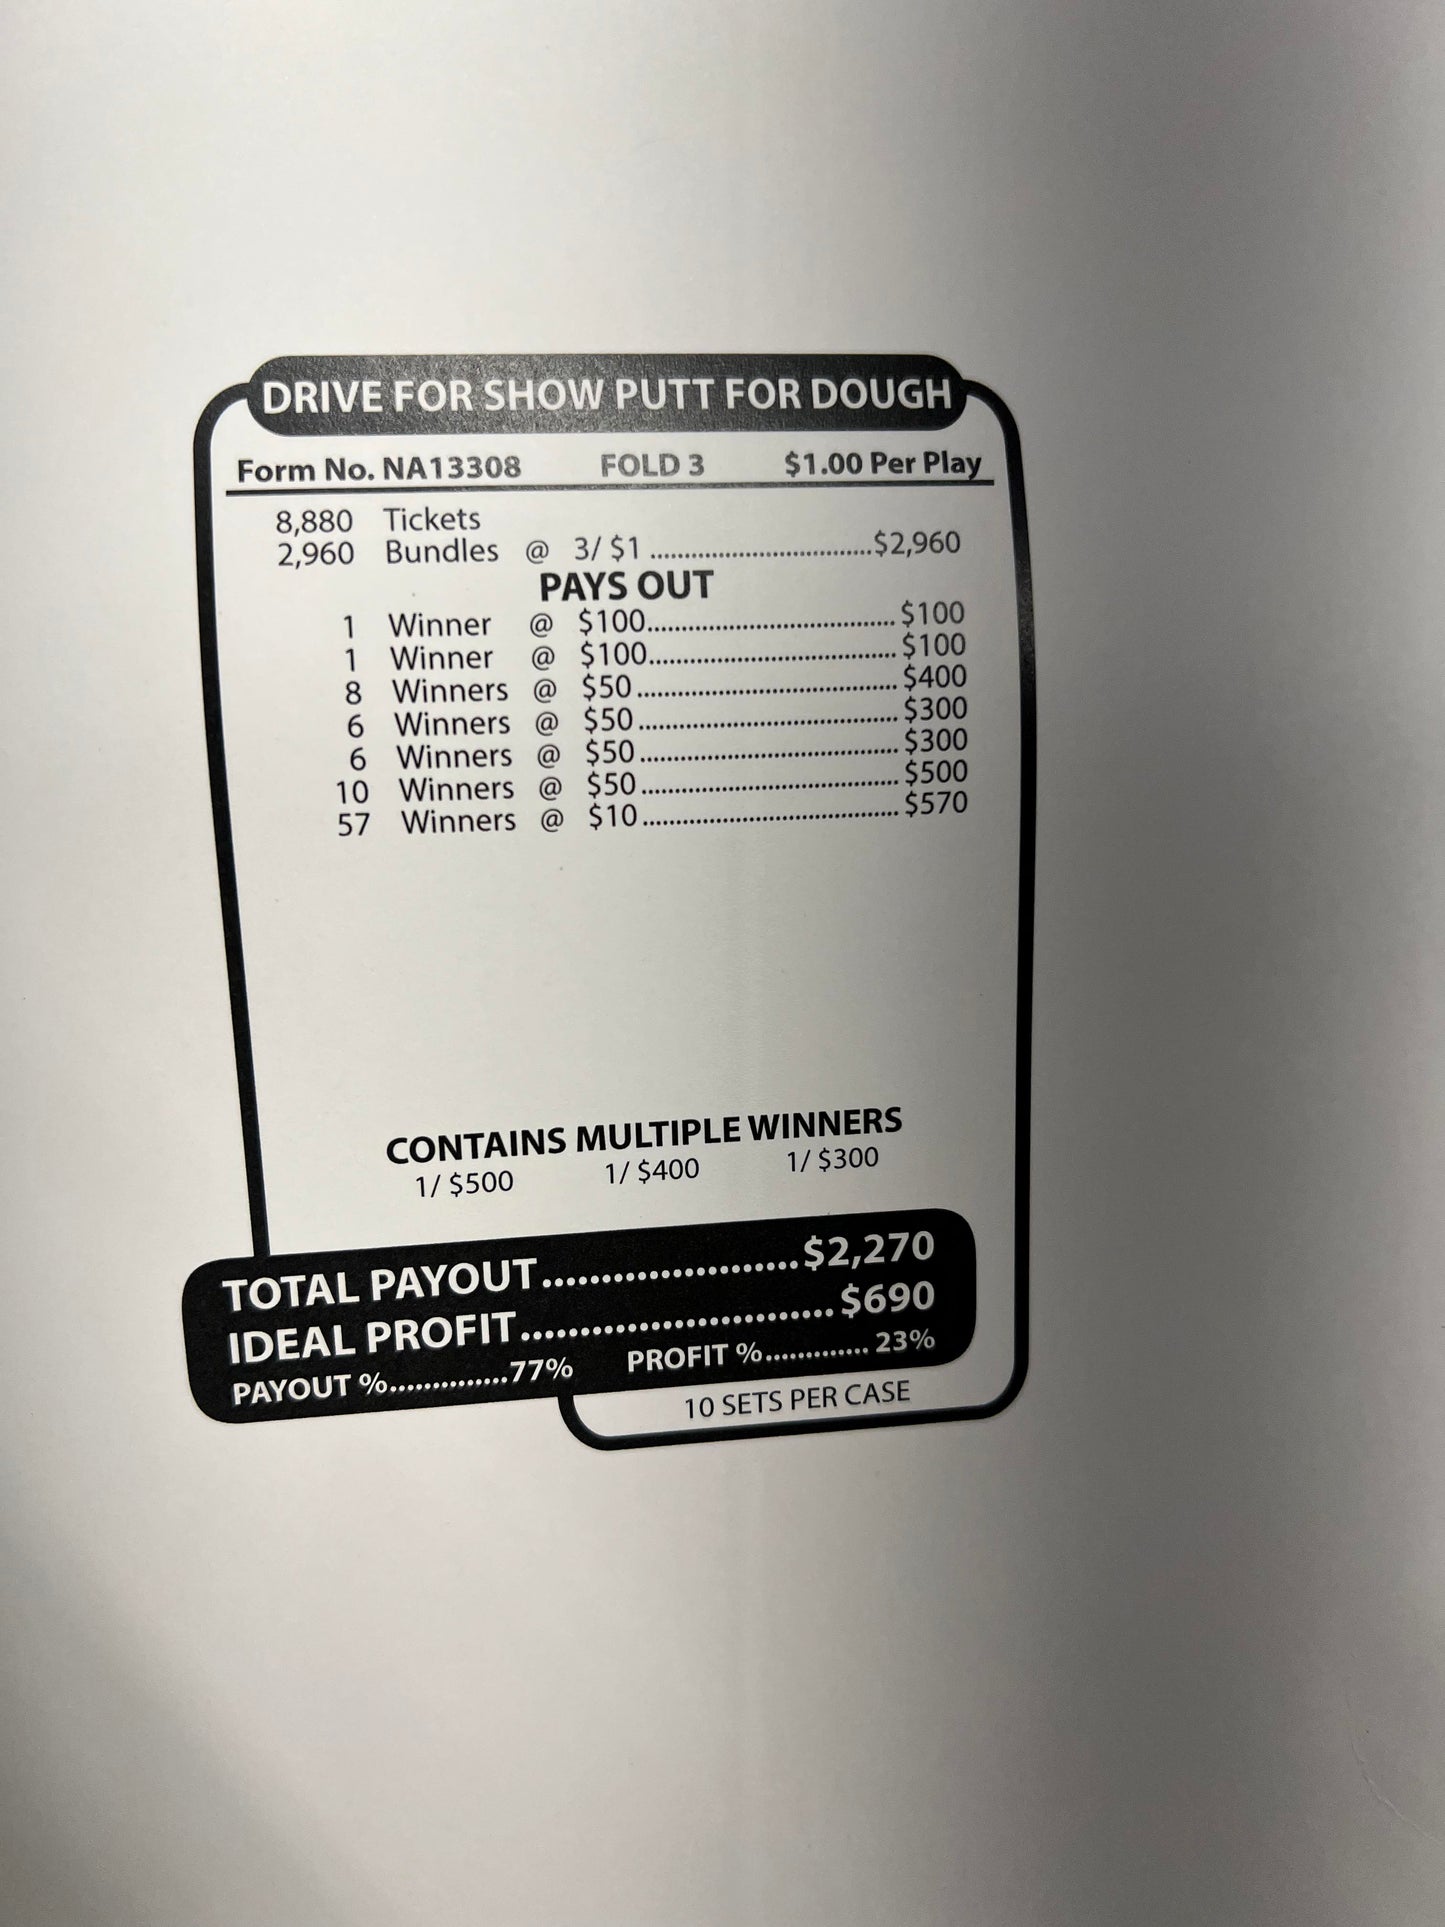 DRIVE FOR SHOW PUTT FOR DOUGH
Form No. NA13308 FOLD 3 $1.00 Per Play
8,880 Tickets
2,960 Bundles @ 3/ $1 ........................................$2,960
PAYS OUT
1 Winner @ $100........................................$100
1 Winner @ $100........................................$100
8 Winners @ $50........................................$400
6 Winners @ $50........................................$300
6 Winners @ $50........................................$300
10 Winners @ $50........................................$500
57 Winners @ $10........................................$570
CONTAINS MULTIPLE WINNERS
1/ $500 1/ $400 1/ $300
TOTAL PAYOUT......................$2,270
IDEAL PROFIT...........................$690
PAYOUT %..............77% PROFIT %............. 23%
10 SETS PER CASE